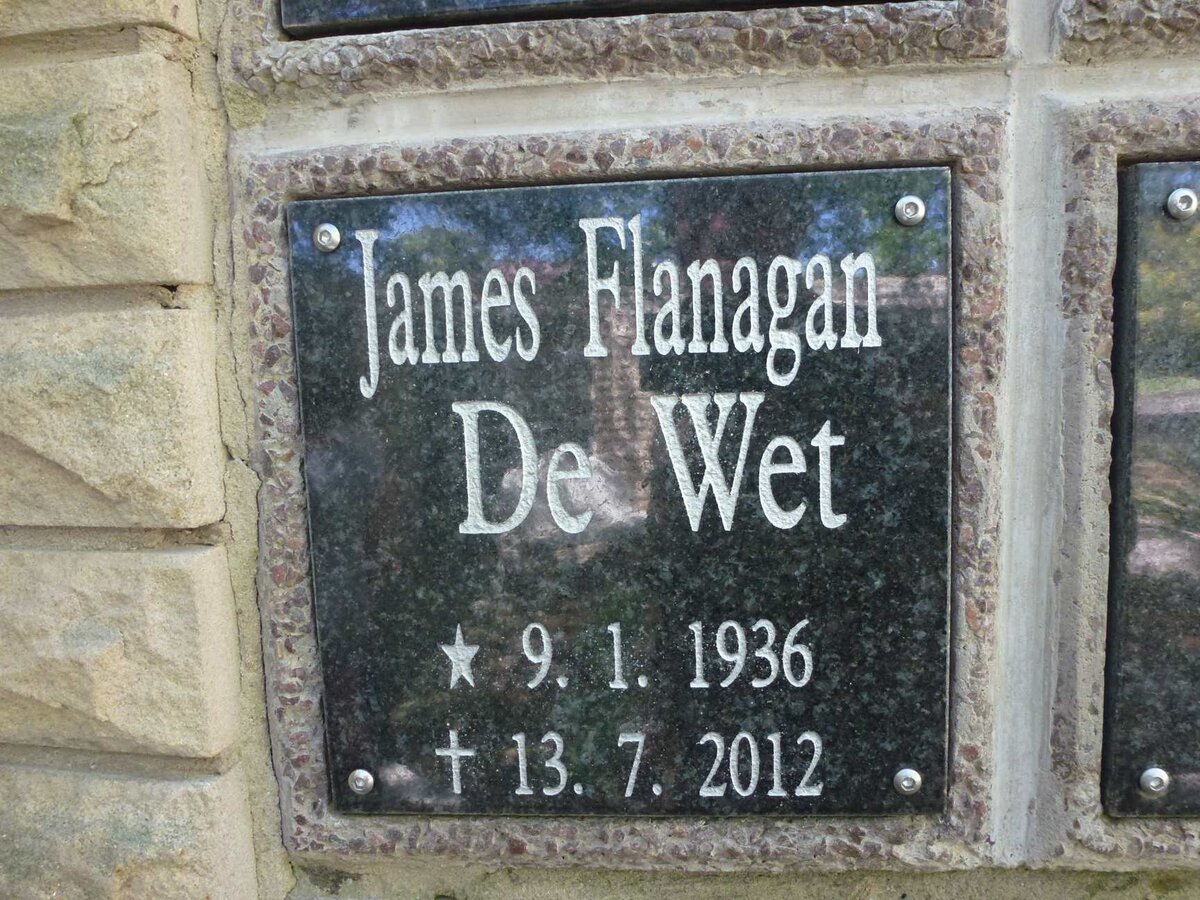 James Flanagan
De Wet
★ 9. 1. 1936
✝ 13. 7. 2012